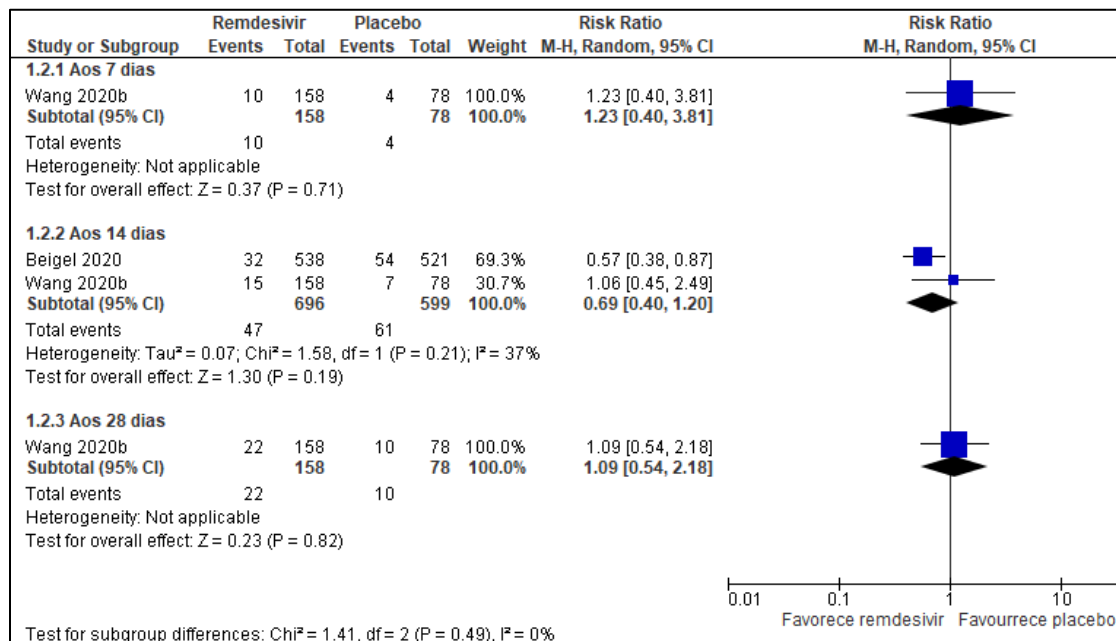 Remdesivir Placebo Risk Ratio Risk Ratio
Study or Subgroup Events Total Events Total Weight M-H, Random, 95% CI M-H, Random, 95% CI
1.2.1 Aos 7 dias
Wang 2020b 10 158 4 78 100.0% 1.23 [0.40, 3.81]
Subtotal (95% CI) 158 78 100.0% 1.23 [0.40, 3.81]
Total events 10 4
Heterogeneity: Not applicable
Test for overall effect: Z = 0.37 (P = 0.71)
1.2.2 Aos 14 dias
Beigel 2020 32 538 54 521 69.3% 0.57 [0.38, 0.87]
Wang 2020b 15 158 7 78 30.7% 1.06 [0.45, 2.49]
Subtotal (95% CI) 696 599 100.0% 0.69 [0.40, 1.20]
Total events 47 61
Heterogeneity: Tau² = 0.07; Chi² = 1.58, df = 1 (P = 0.21); I² = 37%
Test for overall effect: Z = 1.30 (P = 0.19)
1.2.3 Aos 28 dias
Wang 2020b 22 158 10 78 100.0% 1.09 [0.54, 2.18]
Subtotal (95% CI) 158 78 100.0% 1.09 [0.54, 2.18]
Total events 22 10
Heterogeneity: Not applicable
Test for overall effect: Z = 0.23 (P = 0.82)
0.01 0.1 1 10
Favorece remdesivir Favourrece placebo
Test for subgroup differences: Chi² = 1.41, df = 2 (P = 0.49), I² = 0%